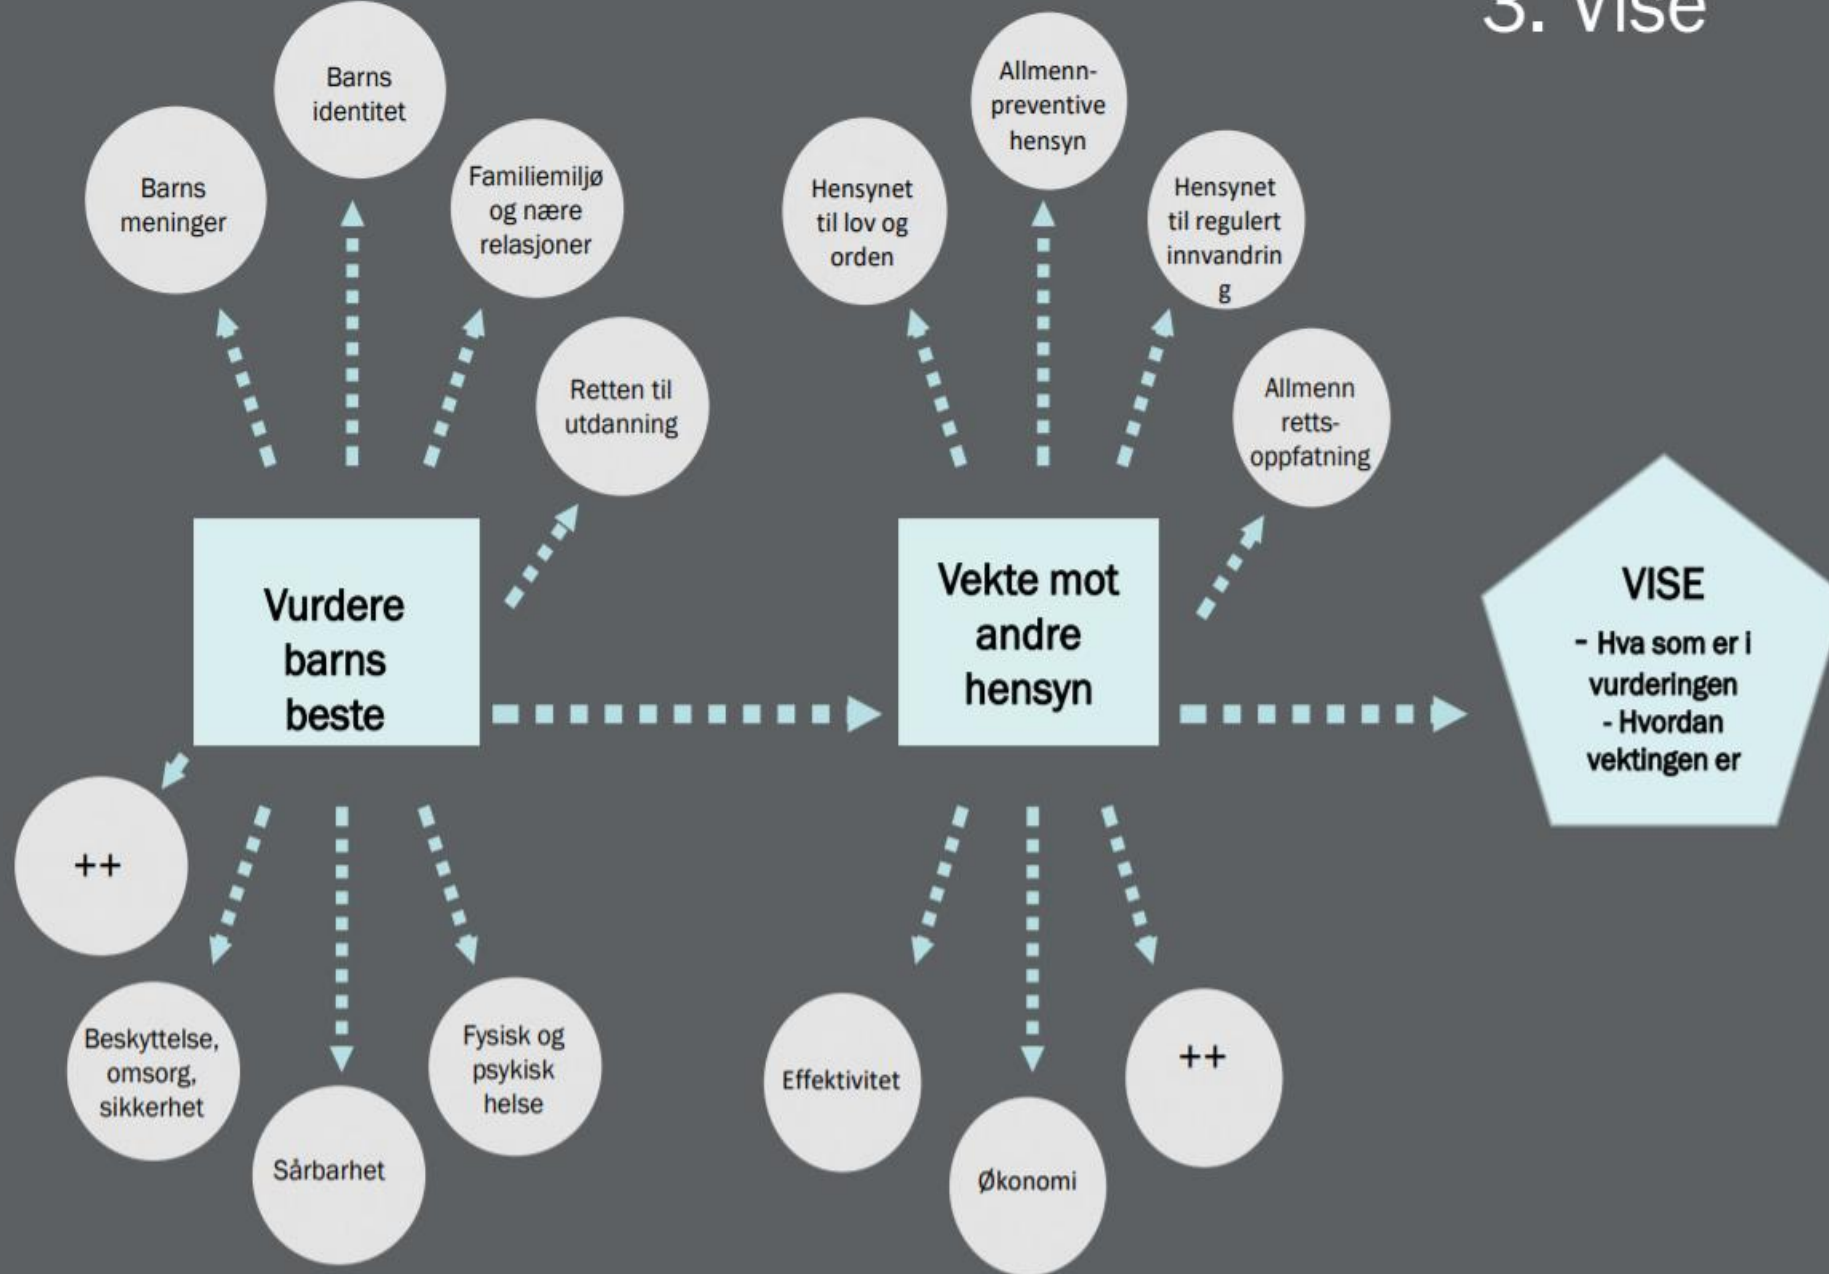 3. Vise
Barns
identitet
Barns
meninger
Familiemiljø
og nære
relasjoner
Retten til
utdanning
Vurdere
barns
beste
++
Beskyttelse,
omsorg,
sikkerhet
Sårbarhet
Fysisk og
psykisk
helse
Allmenn-
preventive
hensyn
Hensynet
til lov og
orden
Hensynet
til regulert
innvandrin
g
Allmenn
retts-
oppfatning
Vekte mot
andre
hensyn
Effektivitet
Økonomi
++
VISE
- Hva som er i
vurderingen
- Hvordan
vektingen er